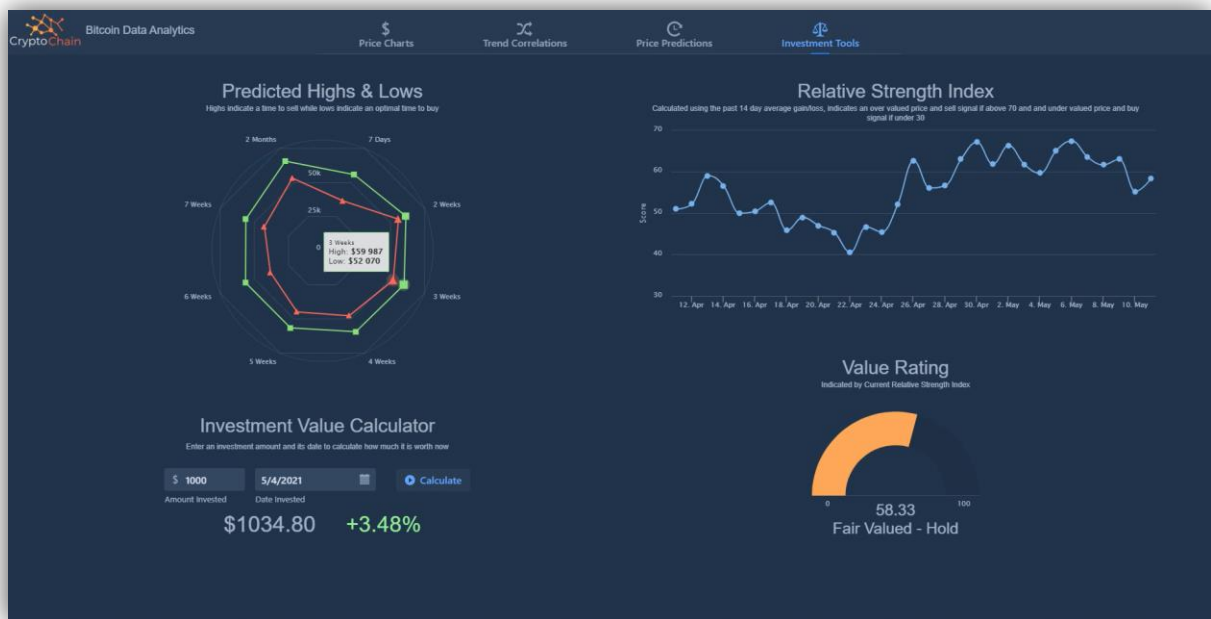 CryptoChain
Bitcoin Data Analytics
Price Charts
Trend Correlations
Price Predictions
Investment Tools
Predicted Highs & Lows
Highs indicate a time to sell while lows indicate an optimal time to buy
2 Months
7 Days
50k
7 Weeks
2 Weeks
25k
0
3 Weeks
High: $59 987
Low: $52 070
6 Weeks
3 Weeks
5 Weeks
4 Weeks
Investment Value Calculator
Enter an investment amount and its date to calculate how much it is worth now
$ 1000
5/4/2021
Calculate
Amount Invested
Date Invested
$1034.80
+3.48%
Relative Strength Index
Calculated using the past 14 day average gain/loss, indicates an over valued price and sell signal if above 70 and and under valued price and buy
signal if under 30
70
60
50
40
30
Score
12. Apr 14. Apr 16. Apr 18. Apr 20. Apr 22. Apr 24. Apr 26. Apr 28. Apr 30. Apr 2. May 4. May 6. May 8. May 10. May
Value Rating
Indicated by Current Relative Strength Index
0
100
58.33
Fair Valued - Hold